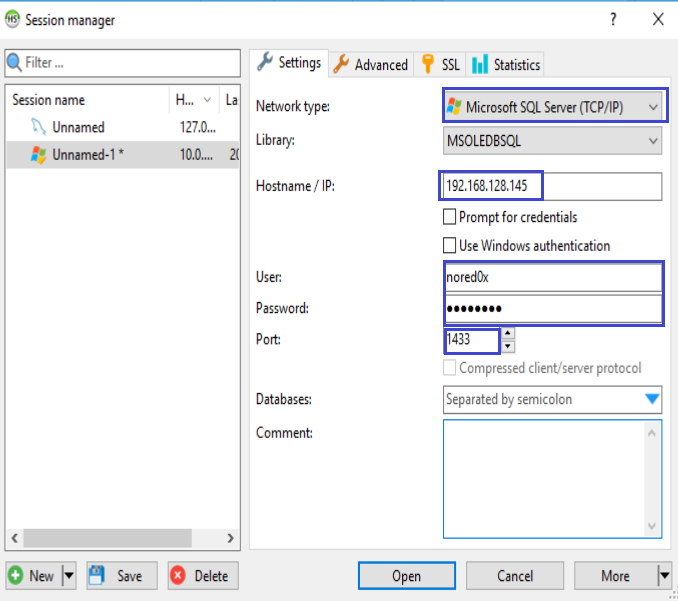 HS Session manager ?
Filter ...
Session name H... La
Unnamed 127.0...
Unnamed-1 * 10.0.... 20
Settings Advanced SSL Statistics
Network type: Microsoft SQL Server (TCP/IP)
Library: MSOLEDBSQL
Hostname / IP: 192.168.128.145
Prompt for credentials
Use Windows authentication
User: nored0x
Password: ●●●●●●●●
Port: 1433
Compressed client/server protocol
Databases: Separated by semicolon
Comment:
New Save Delete Open Cancel More